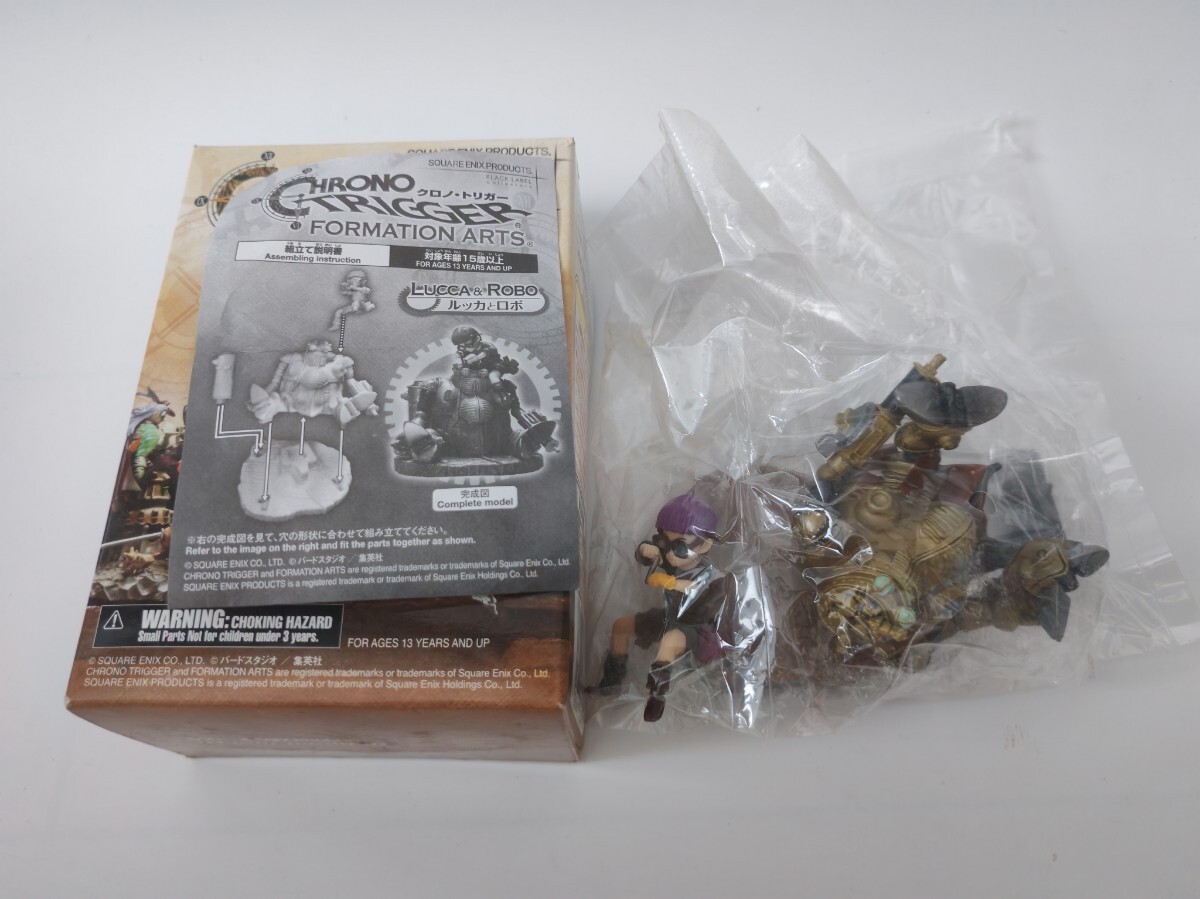 SQUARE ENIX PRODUCTS.
SQUARE ENIX PRODUCTS.
BLACK LABEL
CHRONO
クロノ・トリガー
TRIGGER
FORMATION ARTS®
組立て説明書
Assembling instruction
対象年齢15歳以上
FOR AGES 13 YEARS AND UP
LUCCA & ROBO
ルッカとロボ
完成図
Complete model
※右の完成図を見て、穴の形状に合わせて組み立ててください。
Refer to the image on the right and fit the parts together as shown.
© SQUARE ENIX CO., LTD. © バードスタジオ／集英社
CHRONO TRIGGER and FORMATION ARTS are registered trademarks or trademarks of Square Enix Co., Ltd.
SQUARE ENIX PRODUCTS is a registered trademark or trademark of Square Enix Holdings Co., Ltd.
WARNING: CHOKING HAZARD
Small Parts Not for children under 3 years.
FOR AGES 13 YEARS AND UP
© SQUARE ENIX CO., LTD. © バードスタジオ／集英社
CHRONO TRIGGER and FORMATION ARTS are registered trademarks or trademarks of Square Enix Co., Ltd.
SQUARE ENIX PRODUCTS is a registered trademark or trademark of Square Enix Holdings Co., Ltd.